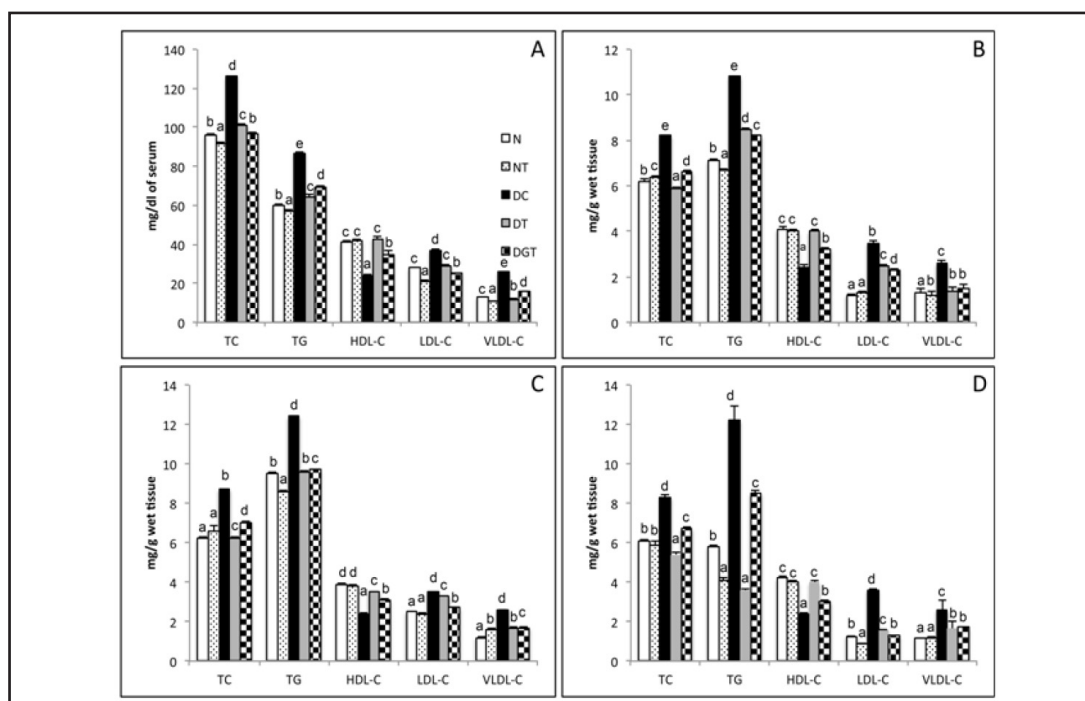 A
140
120
100
80
60
40
20
0
mg/dl of serum
b a d c b
b a e c d
c c a c b
c a d c b
c a e b d
N
NT
DC
DT
DGT
TC TG HDL-C LDL-C VLDL-C
B
12
10
8
6
4
2
0
mg/g wet tissue
b c e a d
b a e d c
c c a c b
a a c c d
a b c b b
TC TG HDL-C LDL-C VLDL-C
C
14
12
10
8
6
4
2
0
mg/g wet tissue
a a b c d
b a d b c
d d a c b
a a d c b
a b d c c
TC TG HDL-C LDL-C VLDL-C
D
14
12
10
8
6
4
2
0
mg/g wet tissue
b b d a c
b a d a c
c c a c b
b a d c b
a a c b b
TC TG HDL-C LDL-C VLDL-C